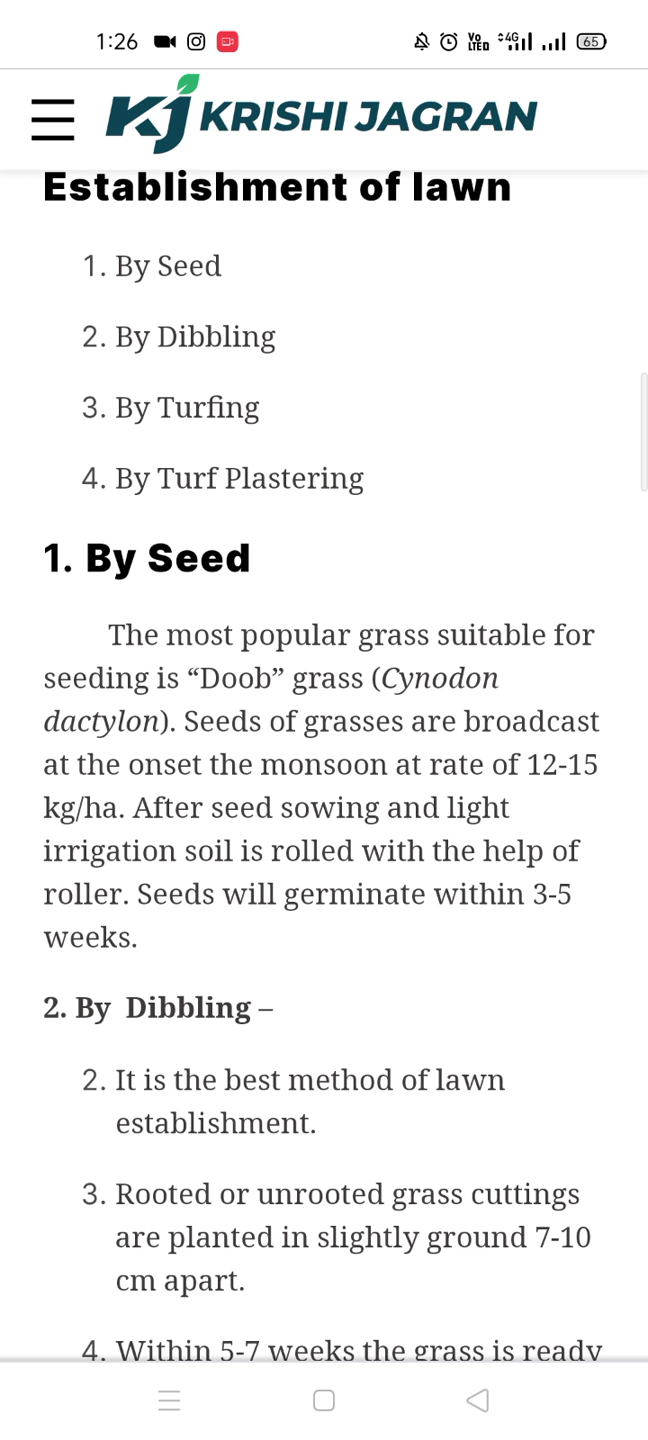 1:26
Vo
LTED
4G
65
KJ KRISHI JAGRAN
Establishment of lawn
1. By Seed
2. By Dibbling
3. By Turfing
4. By Turf Plastering
1. By Seed
The most popular grass suitable for
seeding is “Doob” grass (Cynodon
dactylon). Seeds of grasses are broadcast
at the onset the monsoon at rate of 12-15
kg/ha. After seed sowing and light
irrigation soil is rolled with the help of
roller. Seeds will germinate within 3-5
weeks.
2. By Dibbling –
2. It is the best method of lawn
establishment.
3. Rooted or unrooted grass cuttings
are planted in slightly ground 7-10
cm apart.
4. Within 5-7 weeks the grass is ready